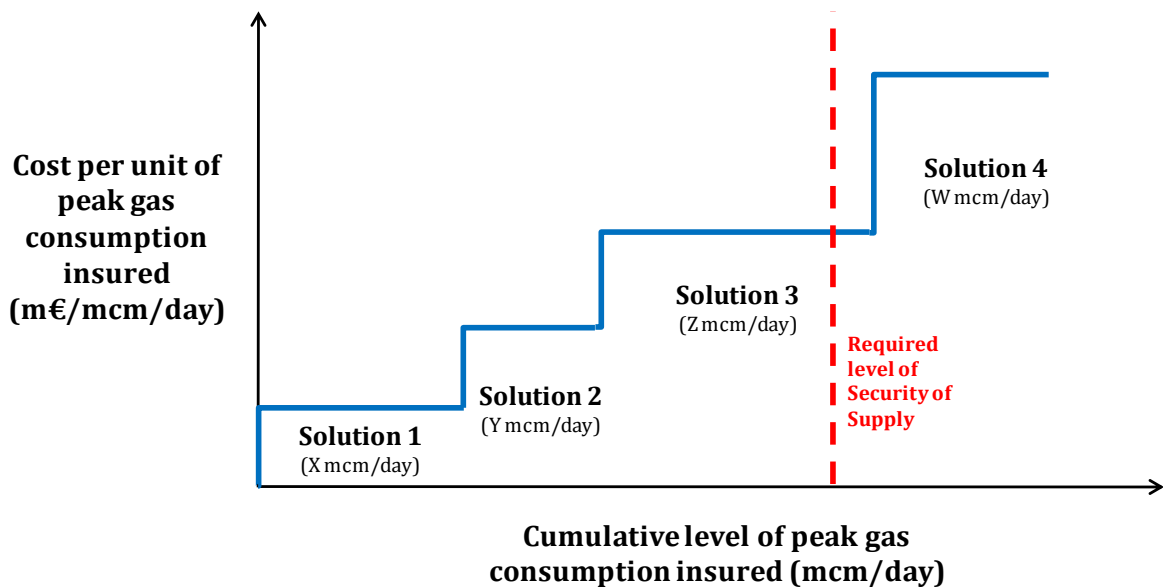 Cost per unit of
peak gas
consumption
insured
(m€/mcm/day)
Solution 1
(X mcm/day)
Solution 2
(Y mcm/day)
Solution 3
(Z mcm/day)
Solution 4
(W mcm/day)
Required
level of
Security of
Supply
Cumulative level of peak gas
consumption insured (mcm/day)